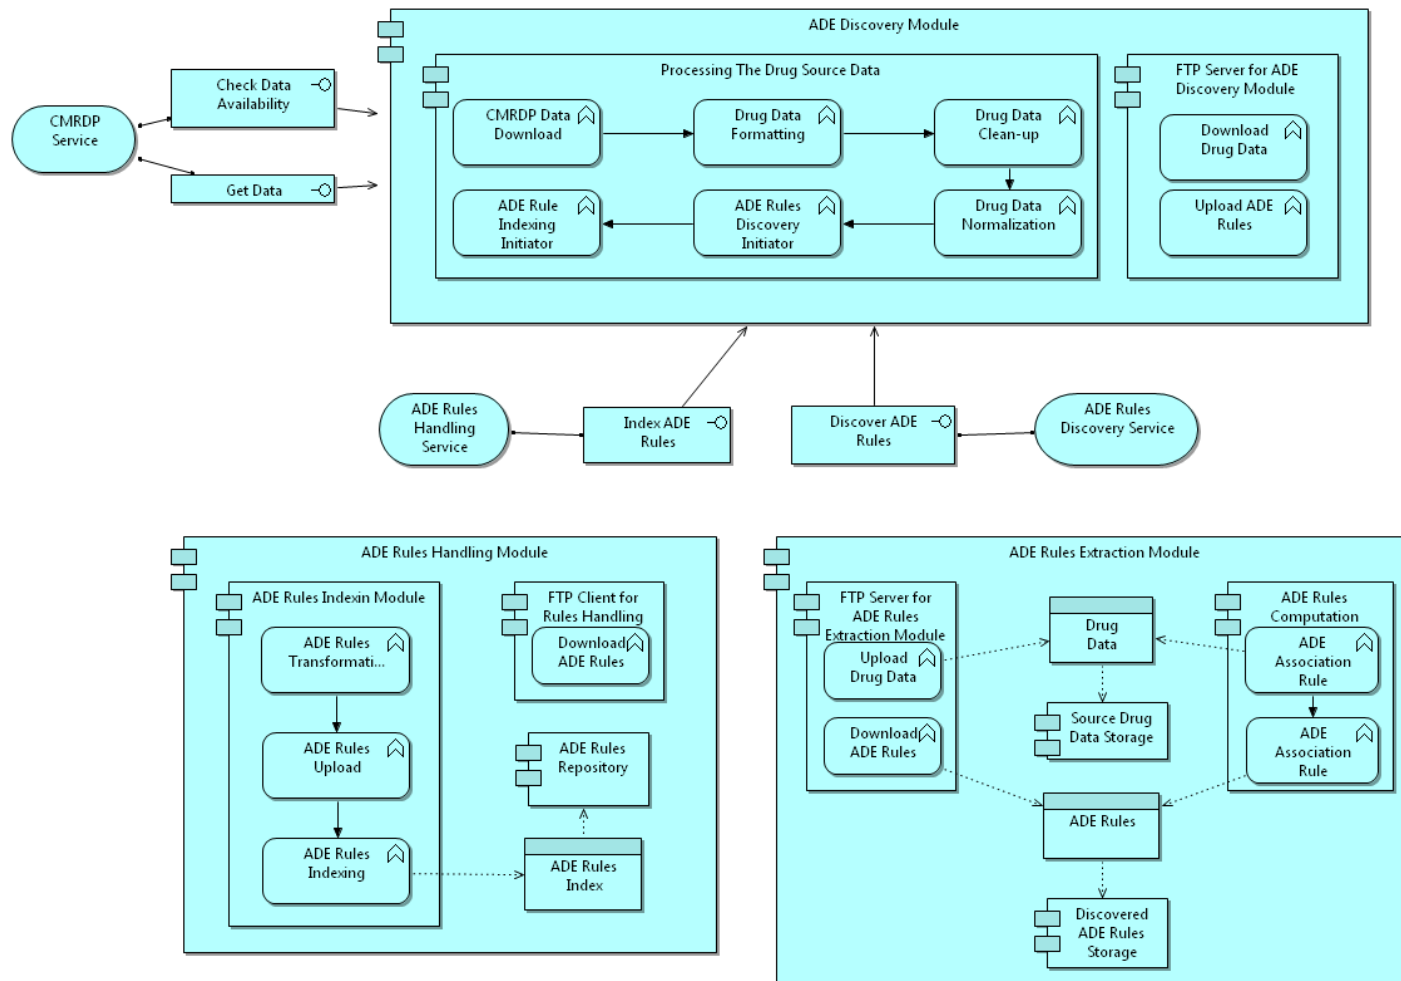 ADE Discovery Module
Processing The Drug Source Data
FTP Server for ADE
Discovery Module
Check Data
Availability
CMRDP
Service
Get Data
CMRDP Data
Download
Drug Data
Formatting
Drug Data
Clean-up
Download
Drug Data
ADE Rule
Indexing
Initiator
ADE Rules
Discovery
Initiator
Drug Data
Normalization
Upload ADE
Rules
ADE Rules
Handling
Service
Index ADE
Rules
Discover ADE
Rules
ADE Rules
Discovery Service
ADE Rules Handling Module
ADE Rules Indexin Module
ADE Rules
Transformati...
ADE Rules
Upload
ADE Rules
Indexing
FTP Client for
Rules Handling
Download
ADE Rules
ADE Rules
Repository
ADE Rules
Index
ADE Rules Extraction Module
FTP Server for
ADE Rules
Extraction Module
Upload
Drug Data
Download
ADE Rules
Drug
Data
Source Drug
Data Storage
ADE Rules
Discovered
ADE Rules
Storage
ADE Rules
Computation
ADE
Association
Rule
ADE
Association
Rule